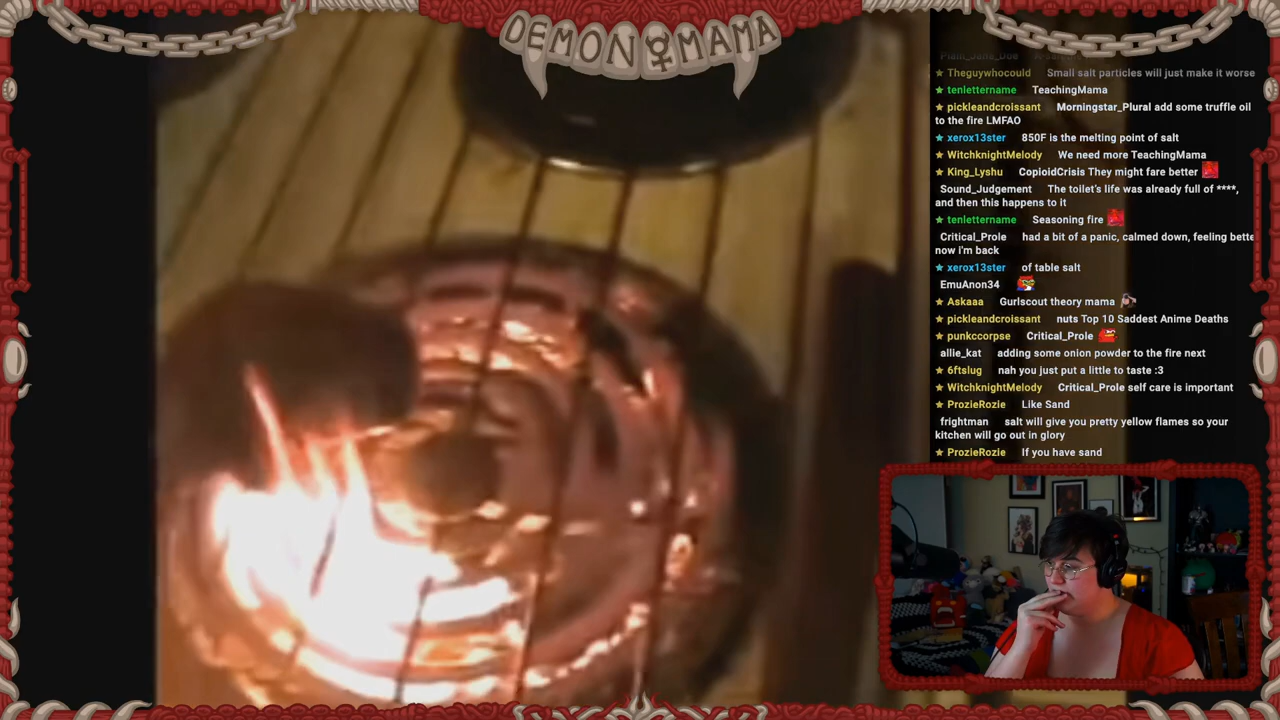 DEMON MAMA
Plain_Jane_Doe
Theguywhocould Small salt particles will just make it worse
tenlettername TeachingMama
pickleandcroissant Morningstar_Plural add some truffle oil
to the fire LMFAO
xerox13ster 850F is the melting point of salt
WitchknightMelody We need more TeachingMama
King_Lyshu CopioidCrisis They might fare better
Sound_Judgement The toilet's life was already full of ****,
and then this happens to it
tenlettername Seasoning fire
Critical_Prole had a bit of a panic, calmed down, feeling bette
now i'm back
xerox13ster of table salt
EmuAnon34
Askaaa Gurlscout theory mama
pickleandcroissant nuts Top 10 Saddest Anime Deaths
punkccorpse Critical_Prole
allie_kat adding some onion powder to the fire next
6ftslug nah you just put a little to taste :3
WitchknightMelody Critical_Prole self care is important
ProzieRozie Like Sand
frightman salt will give you pretty yellow flames so your
kitchen will go out in glory
ProzieRozie If you have sand